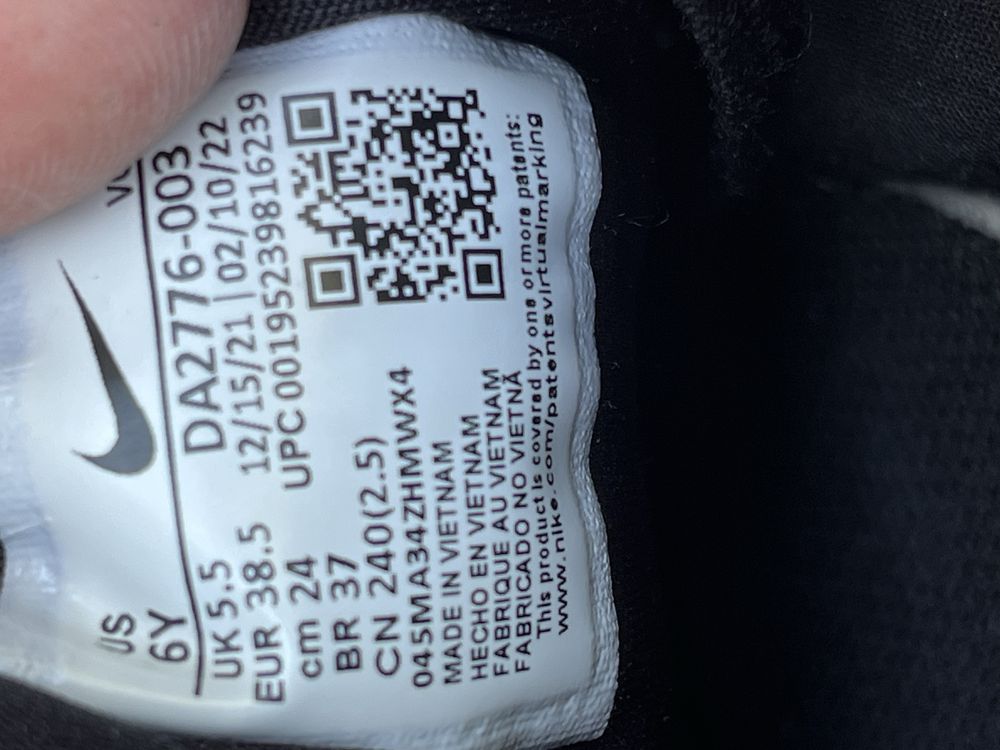 US
6Y
UK 5.5
EUR 38.5
cm 24
BR 37
CN 240(2.5)
DA2776-003
12/15/21 | 02/10/22
UPC 00195239816239
045MA34ZHMWX4
MADE IN VIETNAM
HECHO EN VIETNAM
FABRIQUE AU VIETNAM
FABRICADO NO VIETNÃ
This product is covered by one or more patents:
www.nike.com/patentsvirtualmarking